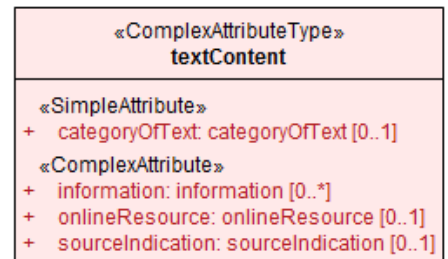 «ComplexAttributeType»
textContent
«SimpleAttribute»
+ categoryOfText: categoryOfText [0..1]
«ComplexAttribute»
+ information: information [0..*]
+ onlineResource: onlineResource [0..1]
+ sourceIndication: sourceIndication [0..1]